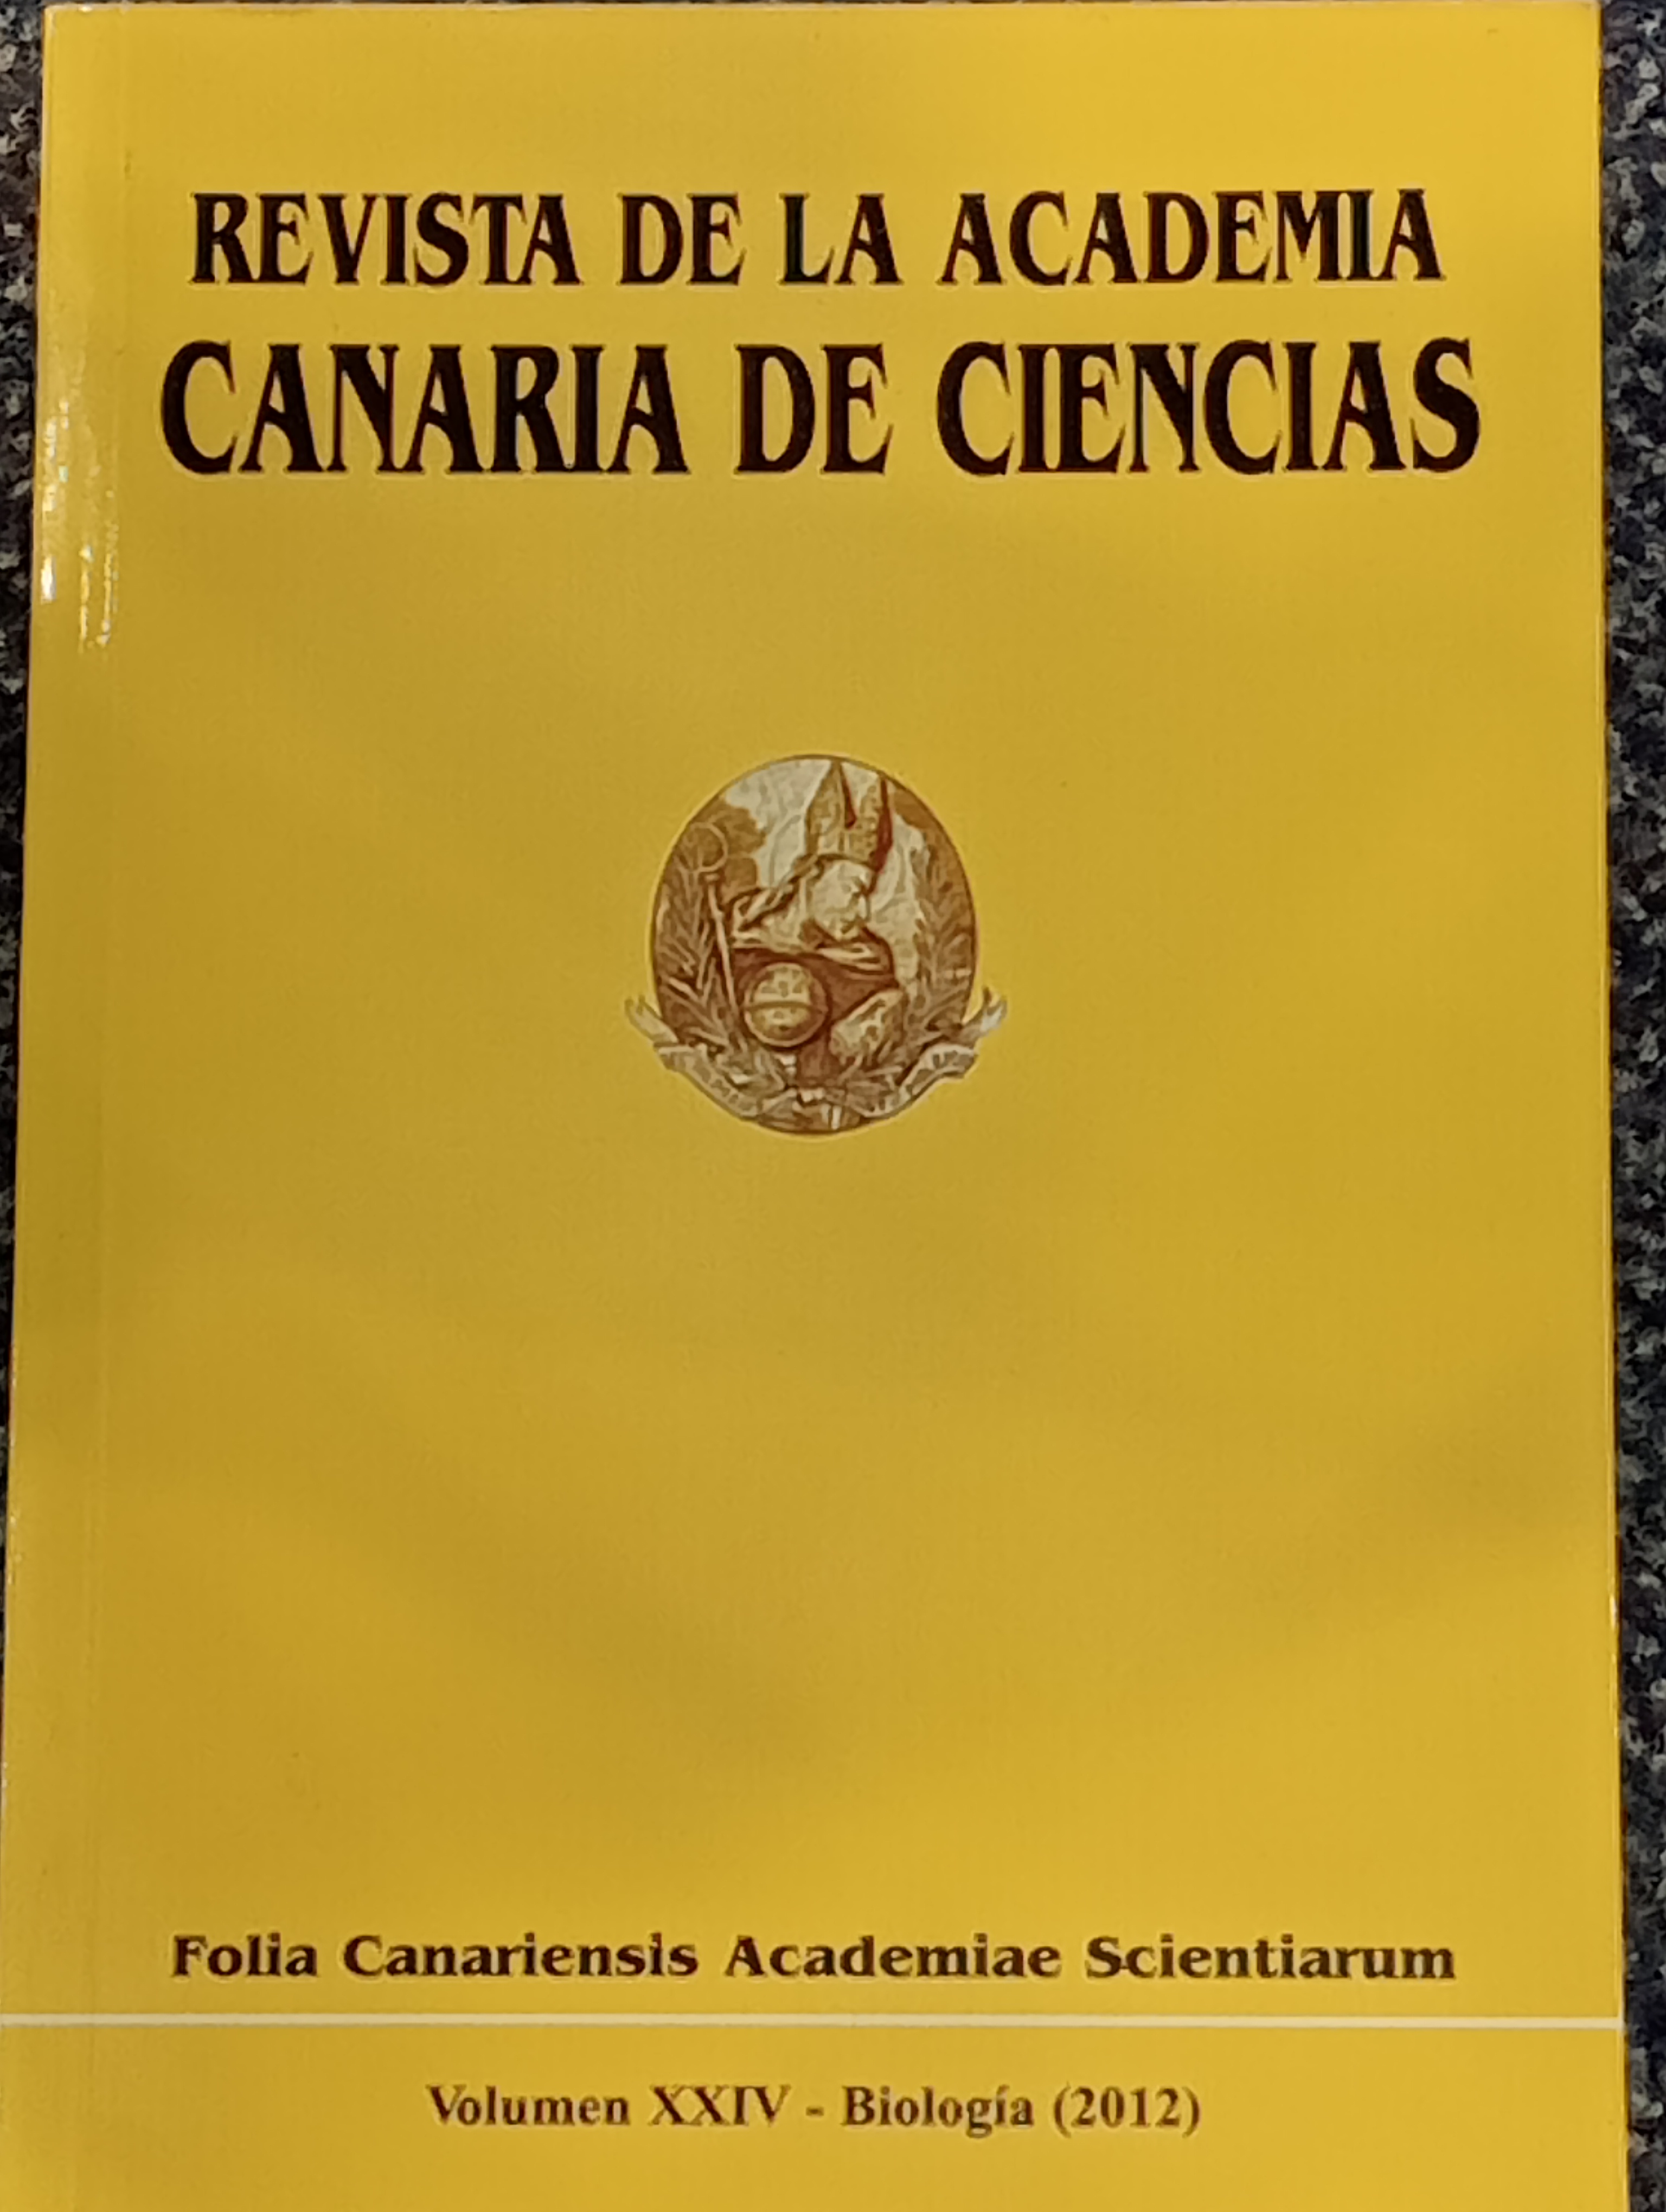 REVISTA DE LA ACADEMIA
CANARIA DE CIENCIAS
Folia Canariensis Academiae Scientiarum
Volumen XXIV - Biología (2012)